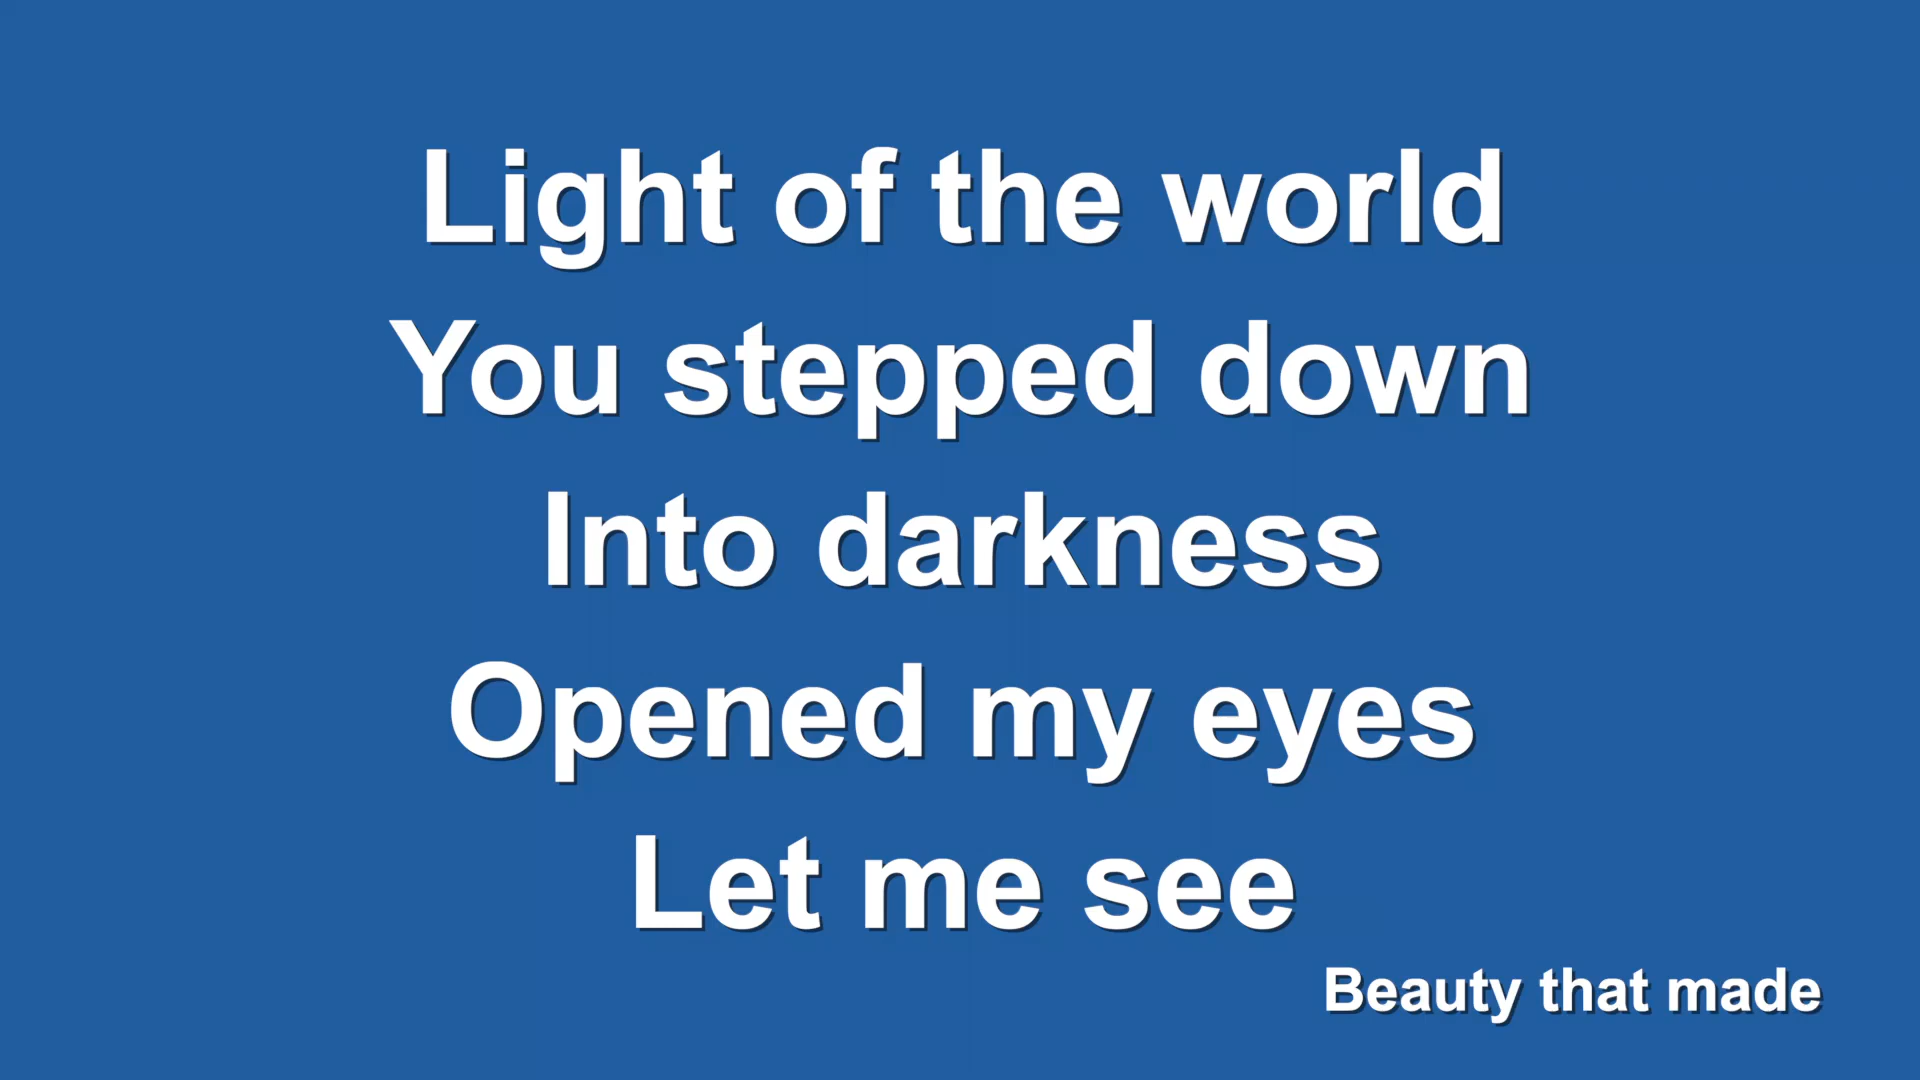 Light of the world
You stepped down
Into darkness
Opened my eyes
Let me see
Beauty that made